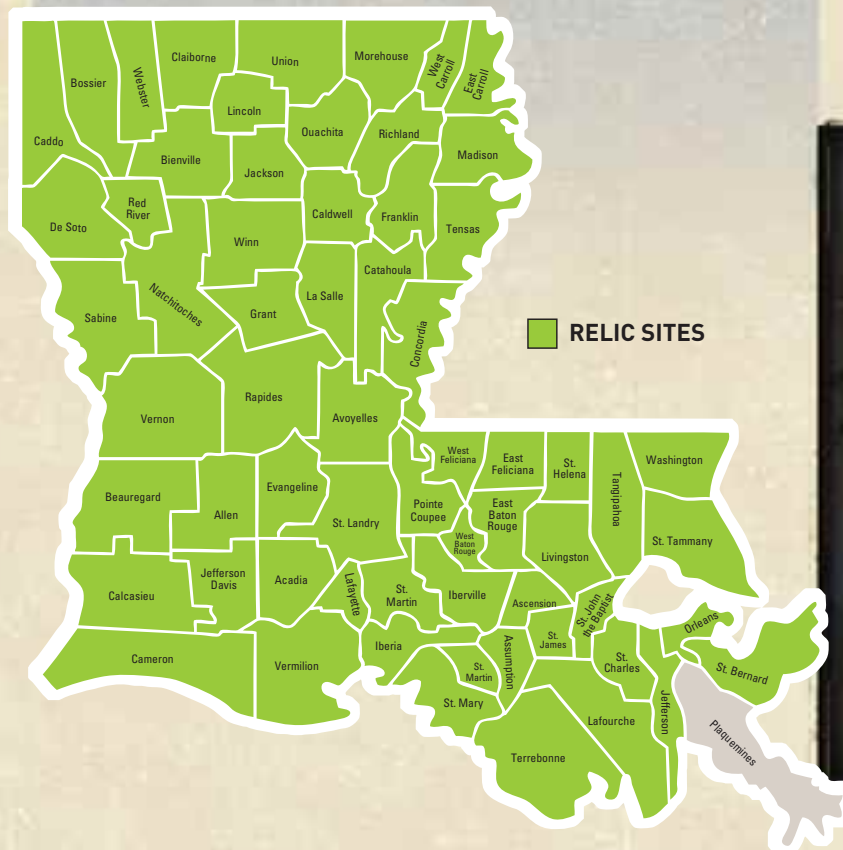 Claiborne
Union
Morehouse
West
Carroll
East
Carroll
Bossier
Webster
Lincoln
Ouachita
Richland
Caddo
Bienville
Jackson
Madison
Red
River
Caldwell
Franklin
De Soto
Winn
Tensas
Catahoula
Natchitoches
La Salle
Grant
Sabine
Concordia
RELIC SITES
Rapides
Vernon
Avoyelles
West
Feliciana
East
Feliciana
St.
Helena
Tangipahoa
Washington
Beauregard
Evangeline
Allen
St. Landry
Pointe
Coupee
East
Baton
Rouge
West
Baton
Rouge
St. Tammany
Livingston
Calcasieu
Jefferson
Davis
Acadia
Lafayette
St.
Martin
Iberville
Ascension
St. John
the Baptist
Orleans
Cameron
Vermilion
Iberia
St.
Martin
Assumption
St.
James
St.
Charles
St. Bernard
St. Mary
Lafourche
Jefferson
Plaquemines
Terrebonne